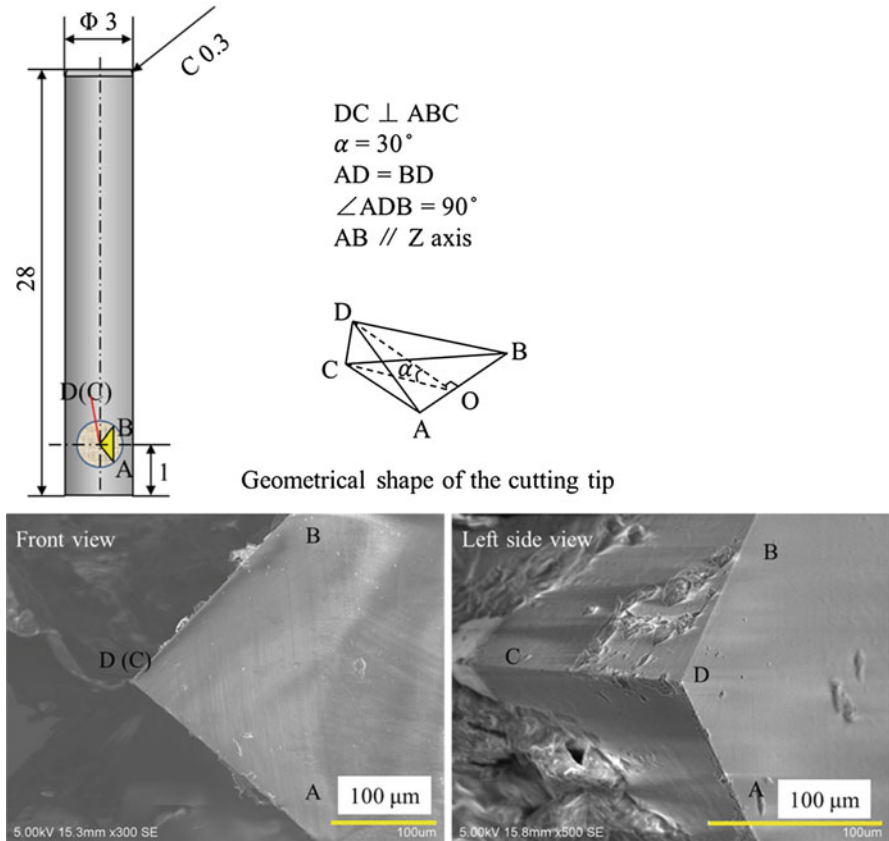 Φ 3
C 0.3
28
DC ⊥ ABC
α = 30°
AD = BD
∠ADB = 90°
AB // Z axis
D(C)
B
A
1
D
C
B
α
O
A
Geometrical shape of the cutting tip
Front view
B
D (C)
A
100 μm
5.00kV 15.3mm x300 SE
100um
Left side view
B
C
D
A
100 μm
5.00kV 15.8mm x500 SE
100um